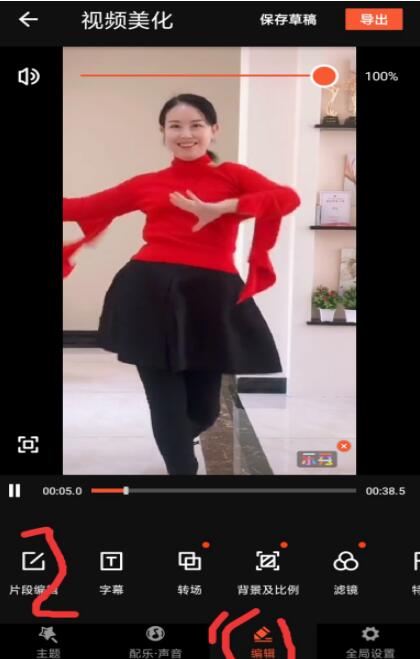 视频美化 保存草稿 导出
100%
00:05.0 00:38.5
片段编辑 字幕 转场 背景及比例 滤镜 特
主题 配乐·声音 编辑 全局设置